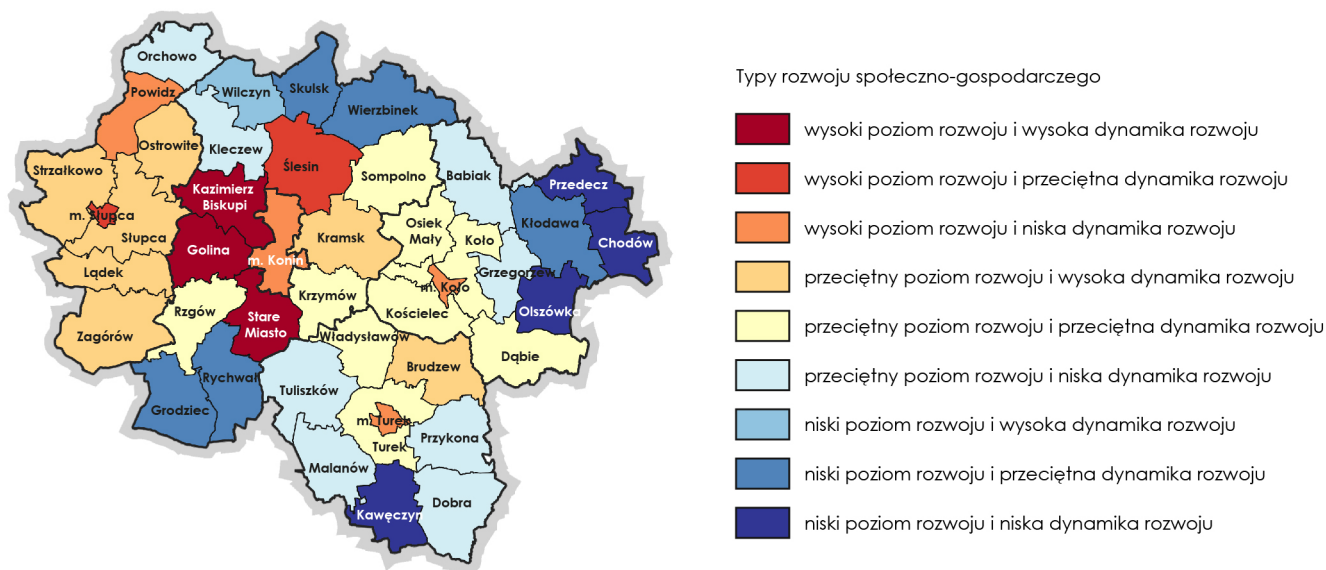 Orchowo
Powidz
Wilczyn
Skulsk
Wierzbinek
Ostrowite
Kleczew
Ślesin
Strzałkowo
Kazimierz
Biskupi
Sompolno
Babiak
Przedecz
m. Słupca
Słupca
Golina
m. Konin
Kramsk
Osiek
Mały
Koło
Kłodawa
Chodów
Lądek
Grzegorzew
m. Koło
Rzgów
Krzymów
Kościelec
Olszówka
Zagórów
Stare
Miasto
Władysławów
Dąbie
Brudzew
Rychwał
Grodziec
Tuliszków
m. Turek
Turek
Przykona
Malanów
Dobra
Kawęczyn
Typy rozwoju społeczno-gospodarczego
wysoki poziom rozwoju i wysoka dynamika rozwoju
wysoki poziom rozwoju i przeciętna dynamika rozwoju
wysoki poziom rozwoju i niska dynamika rozwoju
przeciętny poziom rozwoju i wysoka dynamika rozwoju
przeciętny poziom rozwoju i przeciętna dynamika rozwoju
przeciętny poziom rozwoju i niska dynamika rozwoju
niski poziom rozwoju i wysoka dynamika rozwoju
niski poziom rozwoju i przeciętna dynamika rozwoju
niski poziom rozwoju i niska dynamika rozwoju